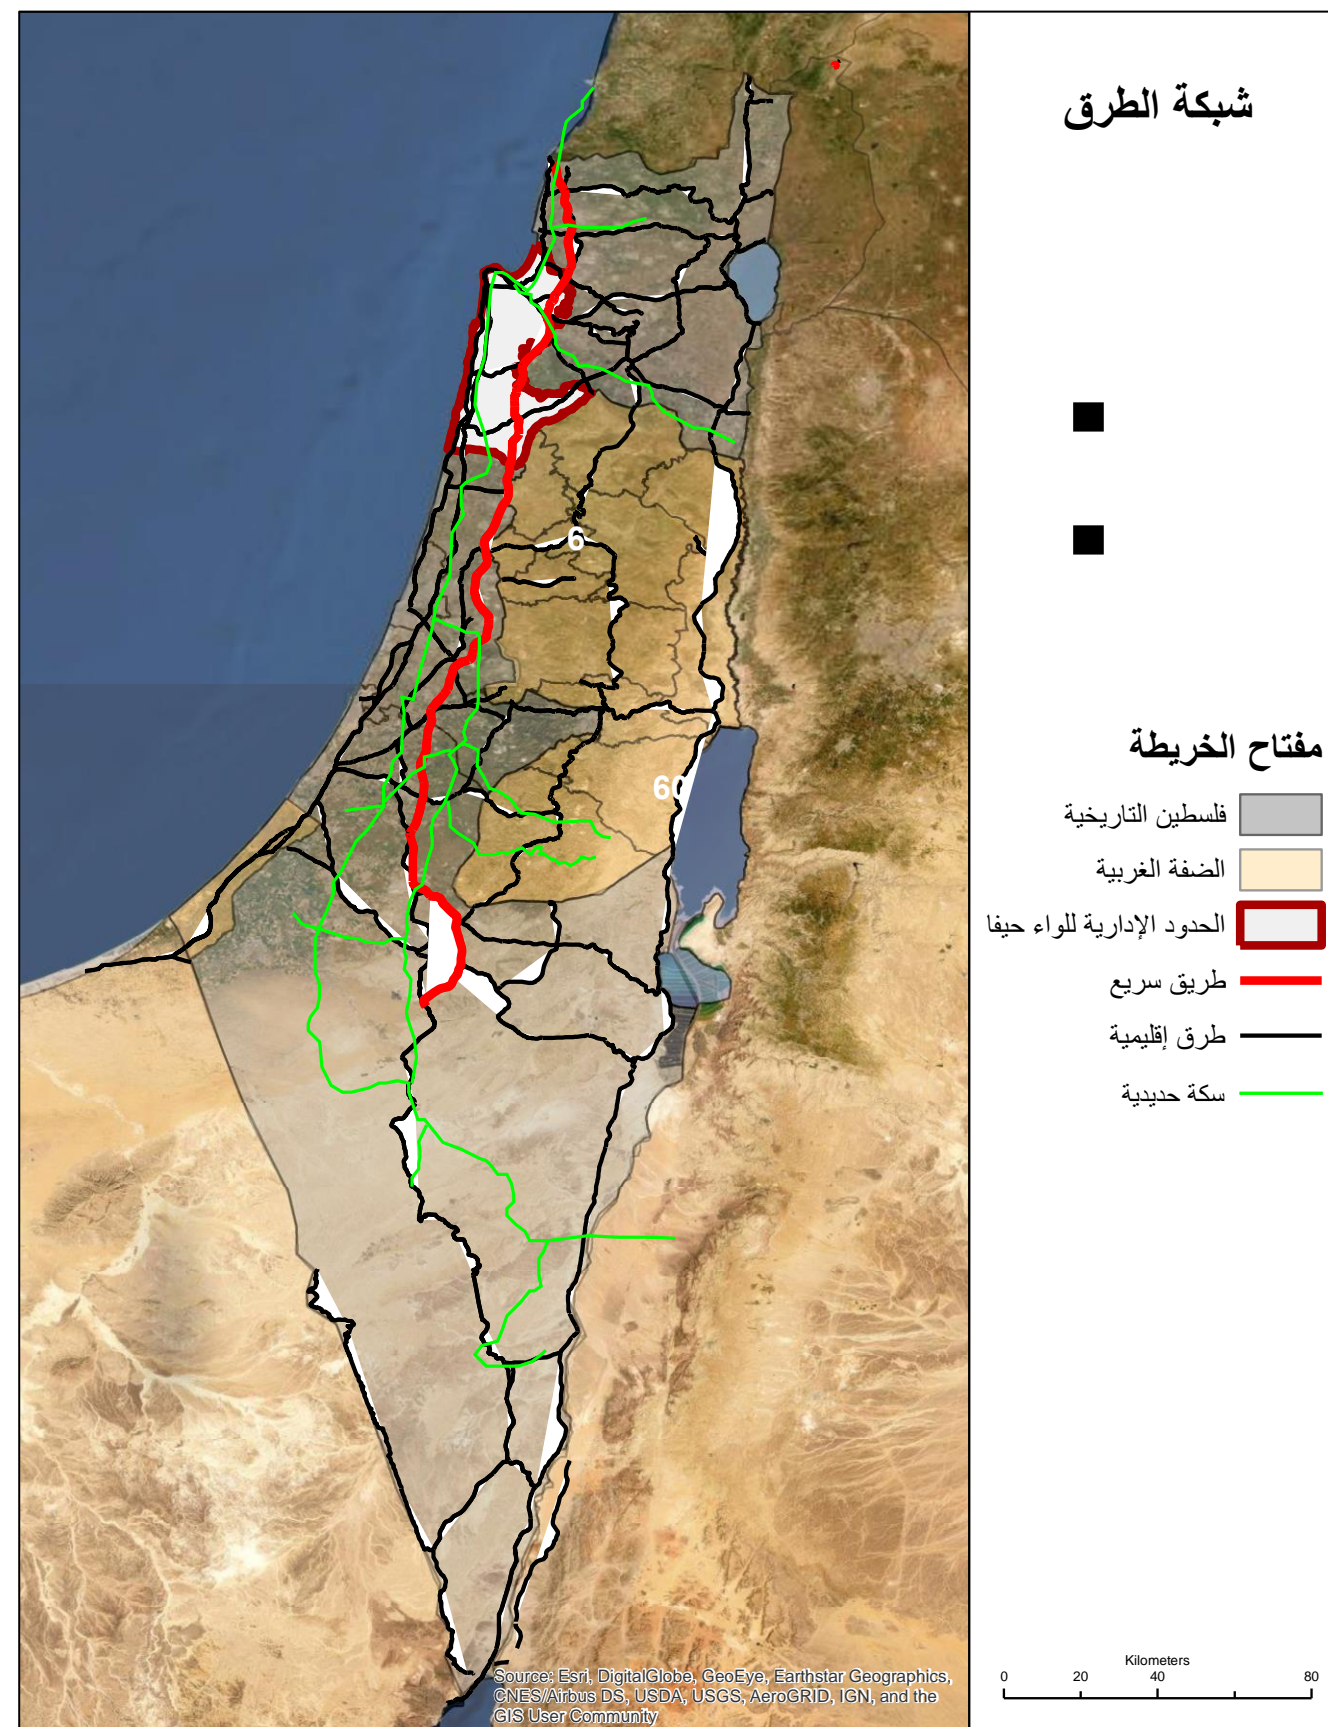 شبكة الطرق
6
60
مفتاح الخريطة
فلسطين التاريخية
الضفة الغربية
الحدود الإدارية للواء حيفا
طريق سريع
طرق إقليمية
سكة حديدية
Kilometers
0 20 40 80
Source: Esri, DigitalGlobe, GeoEye, Earthstar Geographics,
CNES/Airbus DS, USDA, USGS, AeroGRID, IGN, and the
GIS User Community